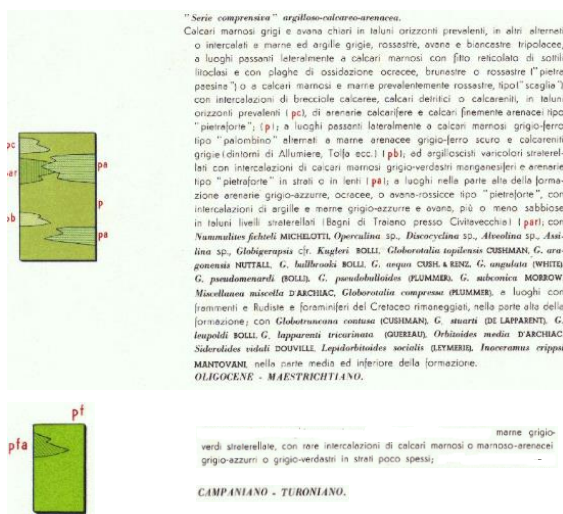 "Serie comprensiva" argilloso-calcareo-arenacea.
Calcari marnosi grigi e avana chiari in taluni orizzonti prevalenti, in altri alternati
o intercalati a marne ed argille grigie, rossastre, avana e biancastre tripolacee,
a luoghi passanti lateralmente a calcari marnosi con fitto reticolato di sottili
litoclasi e con plaghe di ossidazione ocracee, brunastre o rossastre ("pietra
paesina") o a calcari marnosi e marne prevalentemente rossastre, tipo ("scaglia")
con intercalazioni di brecciole calcaree, calcari detritici o calcareniti, in taluni
orizzonti prevalenti (pc), di arenarie calcarifere e calcari finemente arenacei tipo
"pietraforte"; (p); a luoghi passanti lateralmente a calcari marnosi grigio-ferro
tipo "palombino" alternati a marne arenacee grigio-ferro scuro e calcareniti
grigie (dintorni di Allumiere, Tolfa ecc.) (pb); ad argilloscisti varicolori straterel-
lati con intercalazioni di calcari marnosi grigio-verdastri manganesiferi e arenarie
tipo "pietraforte" in strati o in lenti (pa); a luoghi nella parte alta della forma-
zione arenarie grigio-azzurre, ocracee, o avana-rossicce tipo "pietraforte", con
intercalazioni di argille e marne grigio-azzurre e avana, più o meno sabbiose
in taluni livelli straterellati (Bagni di Traiano presso Civitavecchia) (par); con
Nummulites fichteli MICHELOTTI, Operculina sp., Discocyclina sp., Alveolina sp., Assi-
lina sp., Globigerapsis cfr. Kugleri BOLLI, Globorotalia topilensis CUSHMAN, G. ara-
gonensis NUTTALL, G. bullbrooki BOLLI, G. aequa CUSH. & RENZ, G. angulata (WHITE)
G. pseudomenardi (BOLLI), G. pseudobulloides (PLUMMER), G. subconica MORROW
Miscellanea miscella D'ARCHIAC, Globorotalia compressa (PLUMMER), a luoghi con
frammenti e Rudiste e foraminiferi del Cretaceo rimaneggiati, nella parte alta della
formazione; con Globotruncana contusa (CUSHMAN), G. stuarti (DE LAPPARENT), G.
leupoldi BOLLI, G. lapparenti tricarinata (QUEREAU), Orbitoides media D'ARCHIAC
Siderolides vidali DOUVILLE, Lepidorbitoides socialis (LEYMERIE), Inoceramus crippsi
MANTOVANI, nella parte media ed inferiore della formazione.
OLIGOCENE - MAESTRICHTIANO.
pc
par
pa
p
pb
pa
pf
pfa
marne grigio-
verdi straterellate, con rare intercalazioni di calcari marnosi o marnoso-arenacei
grigio-azzurri o grigio-verdastri in strati poco spessi;
CAMPANIANO - TURONIANO.